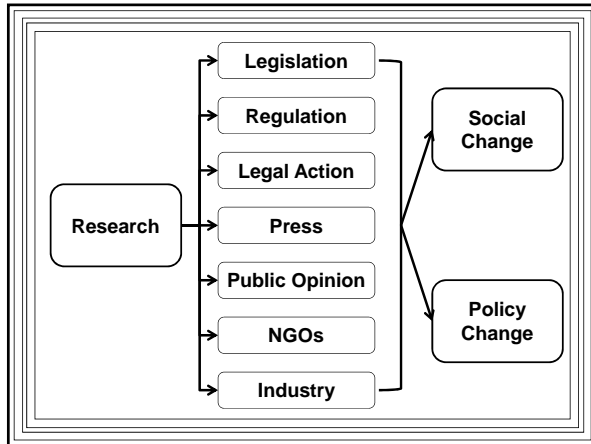 Research
Legislation
Regulation
Legal Action
Press
Public Opinion
NGOs
Industry
Social
Change
Policy
Change